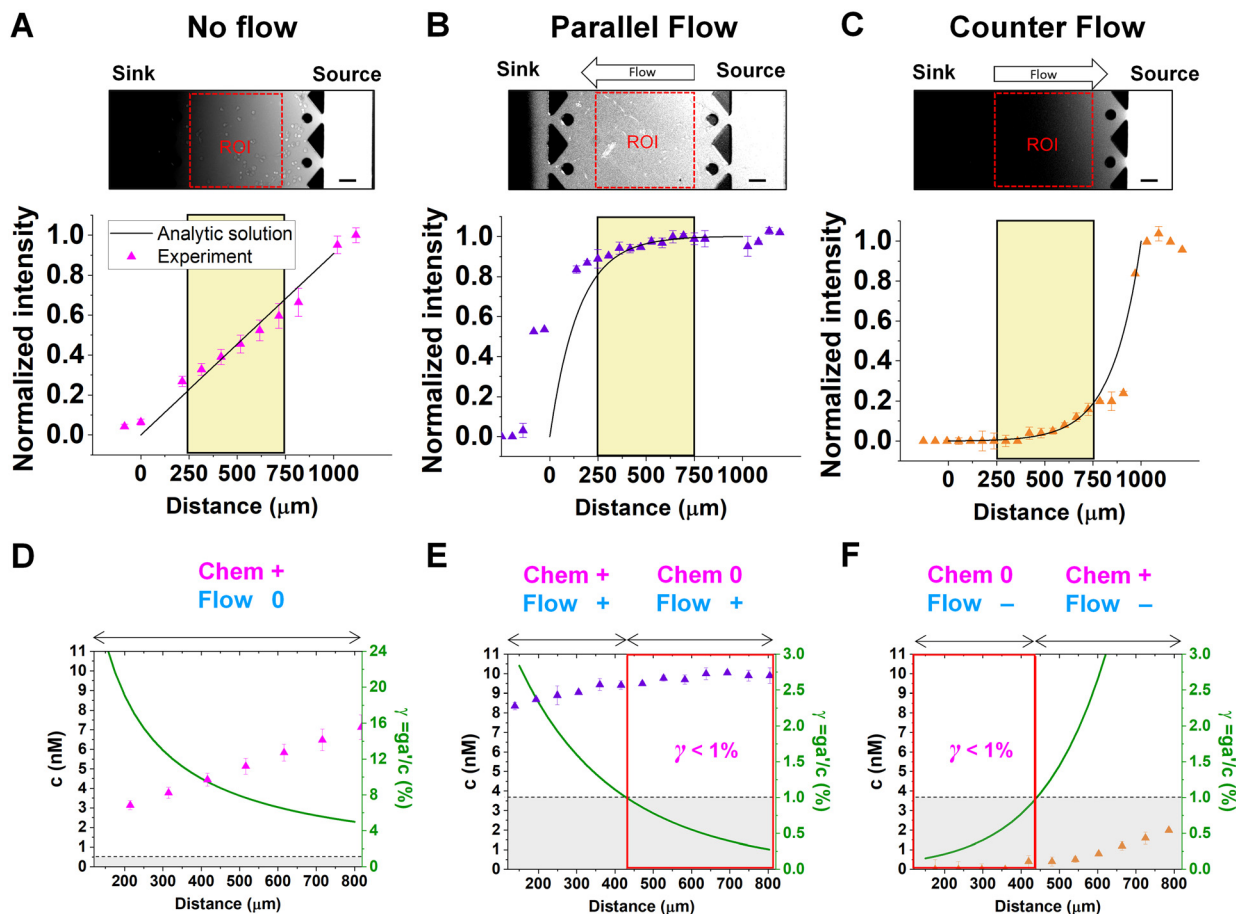 A
No flow
Sink
Source
ROI
Normalized intensity
1.0
0.8
0.6
0.4
0.2
0.0
Analytic solution
Experiment
0
250
500
750
1000
Distance (μm)
B
Parallel Flow
Sink
Flow
Source
ROI
Normalized intensity
1.0
0.8
0.6
0.4
0.2
0.0
0
250
500
750
1000
Distance (μm)
C
Counter Flow
Sink
Flow
Source
ROI
Normalized intensity
1.0
0.8
0.6
0.4
0.2
0.0
0
250
500
750
1000
Distance (μm)
D
Chem +
Flow 0
c (nM)
11
10
9
8
7
6
5
4
3
2
1
0
24
20
16
12
8
4
0
γ =ga'/c (%)
200
300
400
500
600
700
800
Distance (μm)
E
Chem +
Flow +
Chem 0
Flow +
c (nM)
11
10
9
8
7
6
5
4
3
2
1
0
γ < 1%
3.0
2.5
2.0
1.5
1.0
0.5
0.0
γ =ga'/c (%)
200
300
400
500
600
700
800
Distance (μm)
F
Chem 0
Flow –
Chem +
Flow –
c (nM)
11
10
9
8
7
6
5
4
3
2
1
0
γ < 1%
3.0
2.5
2.0
1.5
1.0
0.5
0.0
γ =ga'/c (%)
200
300
400
500
600
700
800
Distance (μm)